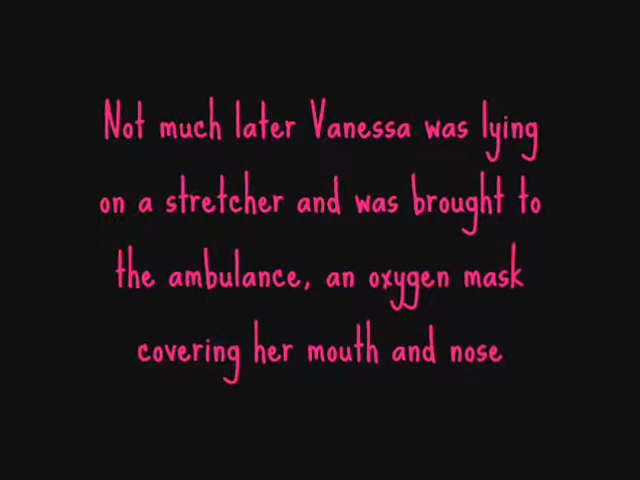 Not much later Vanessa was lying
on a stretcher and was brought to
the ambulance, an oxygen mask
covering her mouth and nose